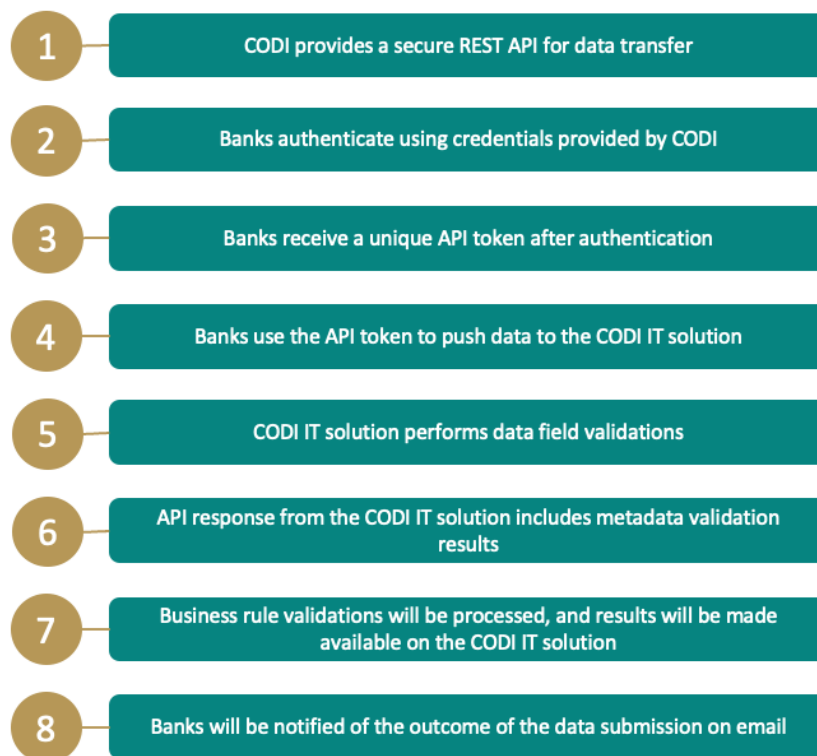 1
CODI provides a secure REST API for data transfer
2
Banks authenticate using credentials provided by CODI
3
Banks receive a unique API token after authentication
4
Banks use the API token to push data to the CODI IT solution
5
CODI IT solution performs data field validations
6
API response from the CODI IT solution includes metadada validation
results
7
Business rule validations will be processed, and results will be made
available on the CODI IT solution
8
Banks will be notified of the outcome of the data submission on email